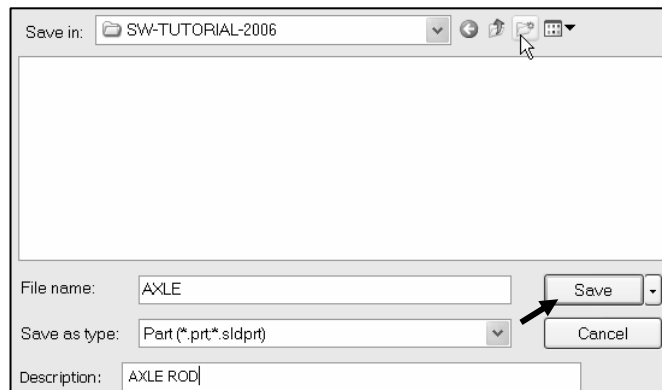 Save in: SW-TUTORIAL-2006
File name: AXLE Save
Save as type: Part (*.prt;*.sldprt) Cancel
Description: AXLE ROD